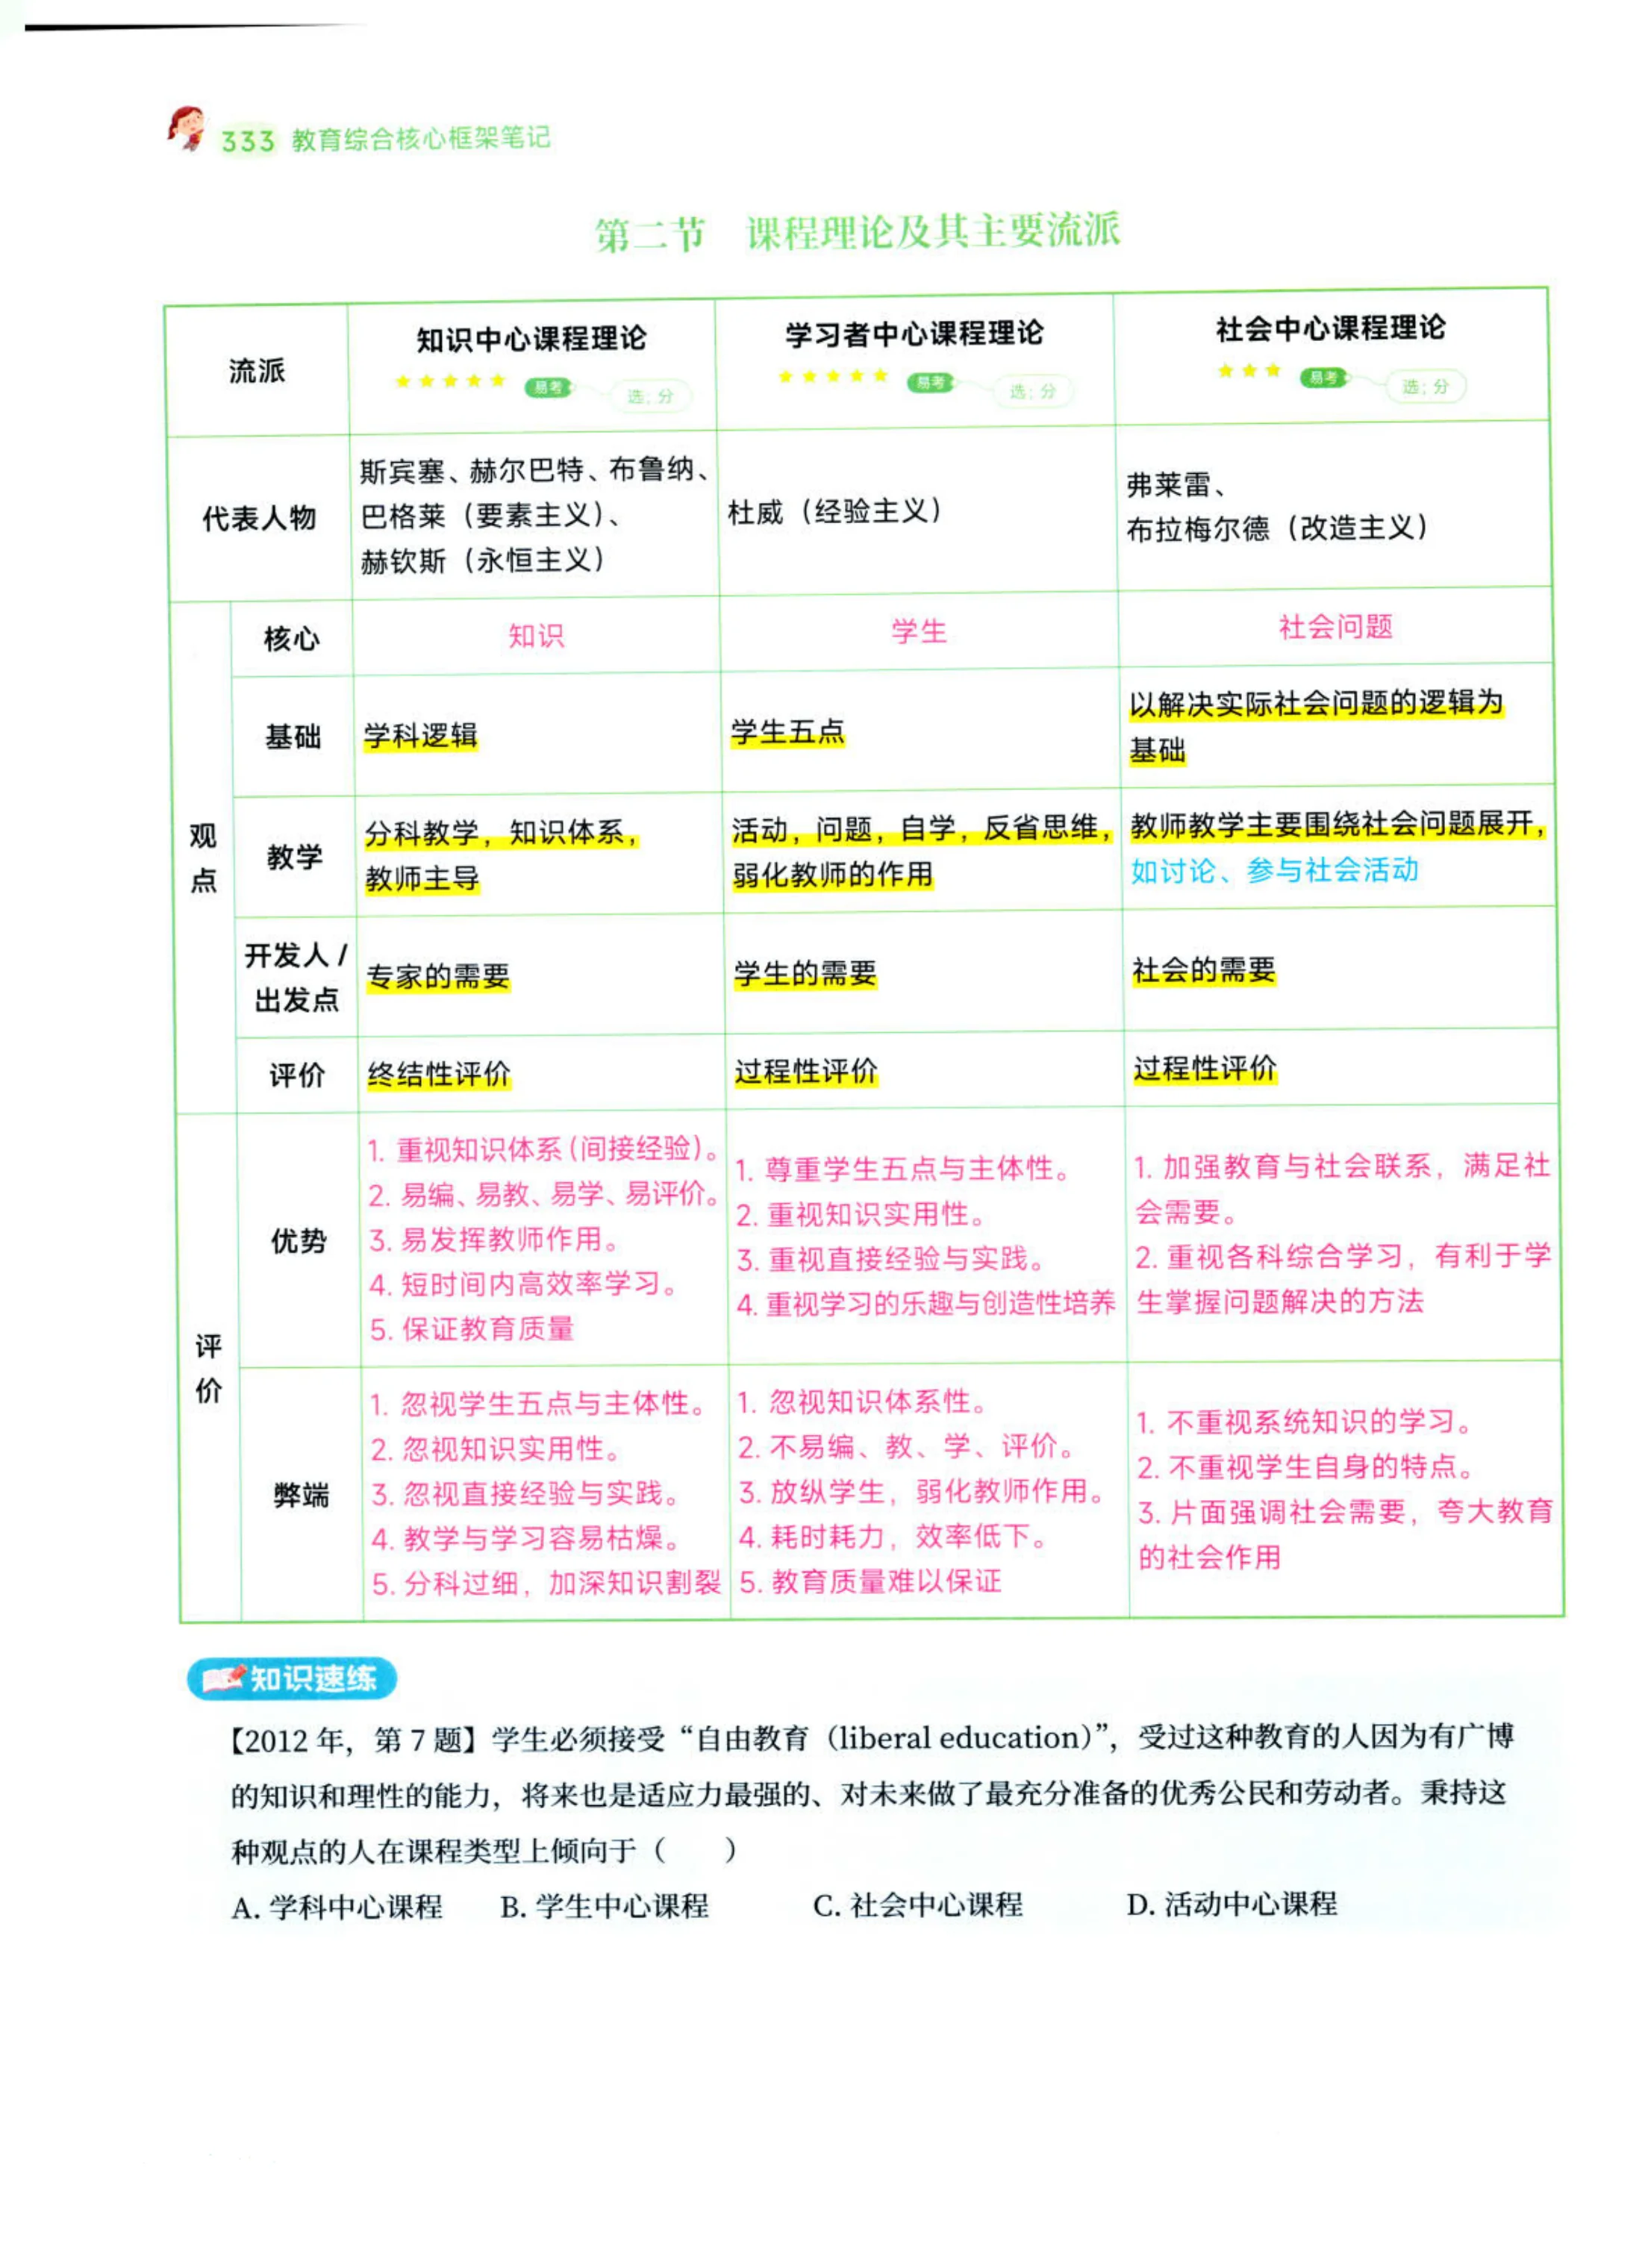 333 教育综合核心框架笔记
第二节 课程理论及其主要流派
流派
知识中心课程理论
易考 选；分
学习者中心课程理论
易考 选；分
社会中心课程理论
易考 选；分
代表人物
斯宾塞、赫尔巴特、布鲁纳、
巴格莱（要素主义）、
赫钦斯（永恒主义）
杜威（经验主义）
弗莱雷、
布拉梅尔德（改造主义）
观
点
核心
知识
学生
社会问题
基础
学科逻辑
学生五点
以解决实际社会问题的逻辑为
基础
教学
分科教学，知识体系，
教师主导
活动，问题，自学，反省思维，
弱化教师的作用
教师教学主要围绕社会问题展开，
如讨论、参与社会活动
开发人/
出发点
专家的需要
学生的需要
社会的需要
评价
终结性评价
过程性评价
过程性评价
评
价
优势
1. 重视知识体系（间接经验）。
2. 易编、易教、易学、易评价。
3. 易发挥教师作用。
4. 短时间内高效率学习。
5. 保证教育质量
1. 尊重学生五点与主体性。
2. 重视知识实用性。
3. 重视直接经验与实践。
4. 重视学习的乐趣与创造性培养
1. 加强教育与社会联系，满足社
会需要。
2. 重视各科综合学习，有利于学
生掌握问题解决的方法
弊端
1. 忽视学生五点与主体性。
2. 忽视知识实用性。
3. 忽视直接经验与实践。
4. 教学与学习容易枯燥。
5. 分科过细，加深知识割裂
1. 忽视知识体系性。
2. 不易编、教、学、评价。
3. 放纵学生，弱化教师作用。
4. 耗时耗力，效率低下。
5. 教育质量难以保证
1. 不重视系统知识的学习。
2. 不重视学生自身的特点。
3. 片面强调社会需要，夸大教育
的社会作用
知识速练
【2012 年，第 7 题】学生必须接受“自由教育（liberal education）”，受过这种教育的人因为有广博
的知识和理性的能力，将来也是适应力最强的、对未来做了最充分准备的优秀公民和劳动者。秉持这
种观点的人在课程类型上倾向于（　　）
A. 学科中心课程 B. 学生中心课程 C. 社会中心课程 D. 活动中心课程